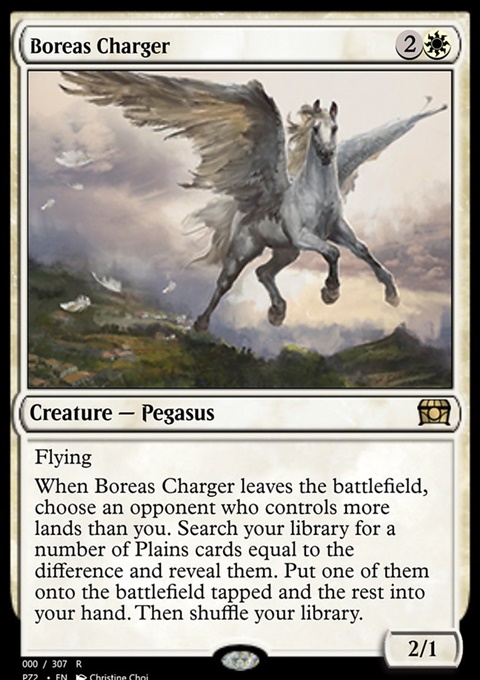 Boreas Charger 2
Creature — Pegasus
Flying
When Boreas Charger leaves the battlefield,
choose an opponent who controls more
lands than you. Search your library for a
number of Plains cards equal to the
difference and reveal them. Put one of them
onto the battlefield tapped and the rest into
your hand. Then shuffle your library.
2/1
000 / 307 R
PZ2 • EN Christine Choi